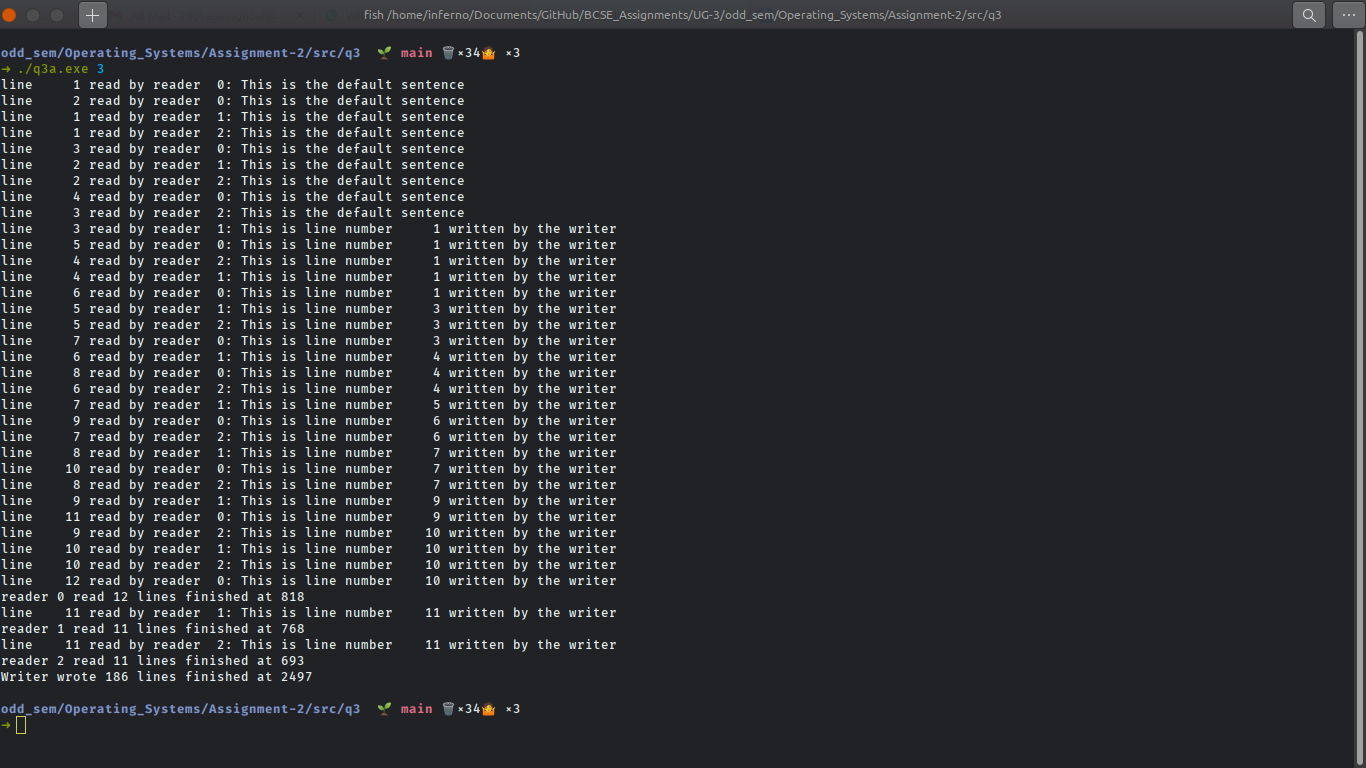 fish /home/inferno/Documents/GitHub/BCSE_Assignments/UG-3/odd_sem/Operating_Systems/Assignment-2/src/q3
odd_sem/Operating_Systems/Assignment-2/src/q3  🌱 main 🗑️×34🤷 ×3
➜ ./q3a.exe 3
line     1 read by reader  0: This is the default sentence
line     2 read by reader  0: This is the default sentence
line     1 read by reader  1: This is the default sentence
line     1 read by reader  2: This is the default sentence
line     3 read by reader  0: This is the default sentence
line     2 read by reader  1: This is the default sentence
line     2 read by reader  2: This is the default sentence
line     4 read by reader  0: This is the default sentence
line     3 read by reader  2: This is the default sentence
line     3 read by reader  1: This is line number     1 written by the writer
line     5 read by reader  0: This is line number     1 written by the writer
line     4 read by reader  2: This is line number     1 written by the writer
line     4 read by reader  1: This is line number     1 written by the writer
line     6 read by reader  0: This is line number     1 written by the writer
line     5 read by reader  1: This is line number     3 written by the writer
line     5 read by reader  2: This is line number     3 written by the writer
line     7 read by reader  0: This is line number     3 written by the writer
line     6 read by reader  1: This is line number     4 written by the writer
line     8 read by reader  0: This is line number     4 written by the writer
line     6 read by reader  2: This is line number     4 written by the writer
line     7 read by reader  1: This is line number     5 written by the writer
line     9 read by reader  0: This is line number     6 written by the writer
line     7 read by reader  2: This is line number     6 written by the writer
line     8 read by reader  1: This is line number     7 written by the writer
line    10 read by reader  0: This is line number     7 written by the writer
line     8 read by reader  2: This is line number     7 written by the writer
line     9 read by reader  1: This is line number     9 written by the writer
line    11 read by reader  0: This is line number     9 written by the writer
line     9 read by reader  2: This is line number    10 written by the writer
line    10 read by reader  1: This is line number    10 written by the writer
line    10 read by reader  2: This is line number    10 written by the writer
line    12 read by reader  0: This is line number    10 written by the writer
reader 0 read 12 lines finished at 818
line    11 read by reader  1: This is line number    11 written by the writer
reader 1 read 11 lines finished at 768
line    11 read by reader  2: This is line number    11 written by the writer
reader 2 read 11 lines finished at 693
Writer wrote 186 lines finished at 2497
odd_sem/Operating_Systems/Assignment-2/src/q3  🌱 main 🗑️×34🤷 ×3
➜